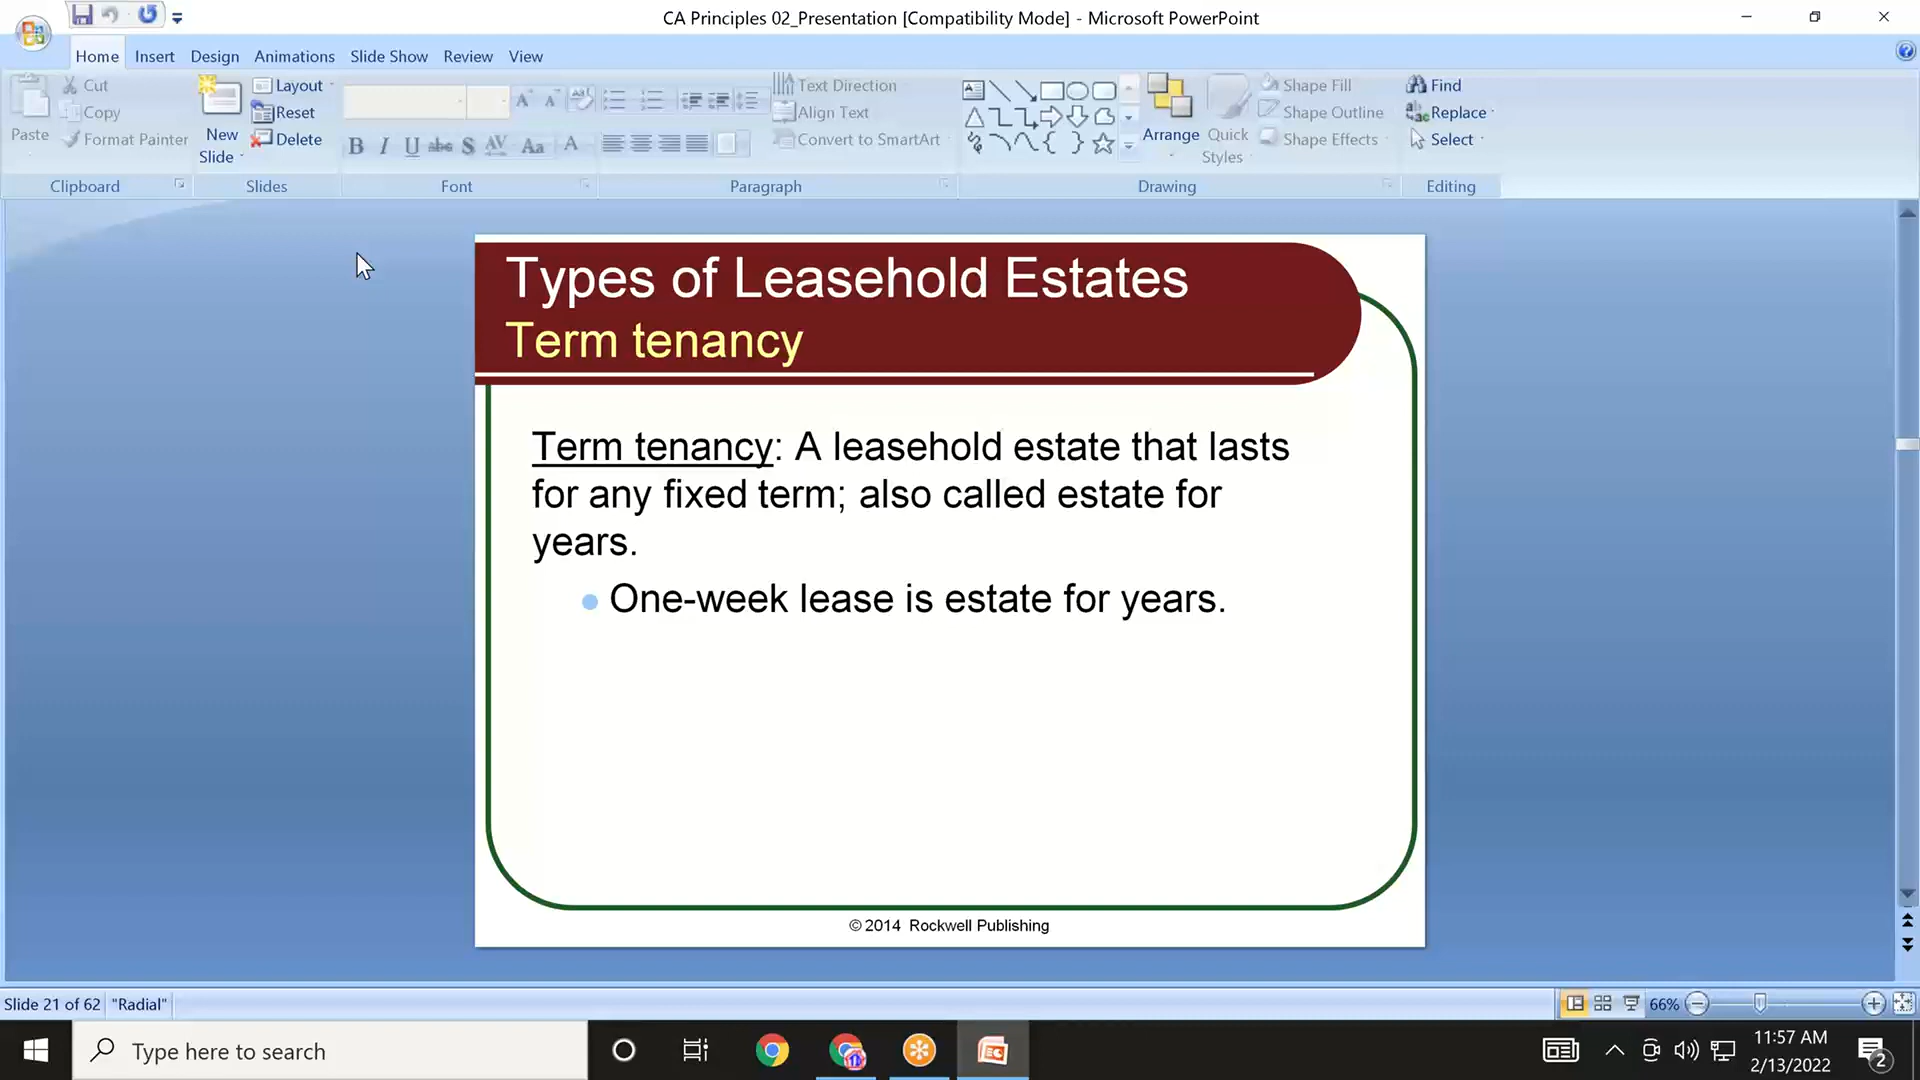 CA Principles 02_Presentation [Compatibility Mode] - Microsoft PowerPoint
Home Insert Design Animations Slide Show Review View
Paste
Cut
Copy
Format Painter
Clipboard
New
Slide
Layout
Reset
Delete
Slides
B I U abc S AV Aa A
Font
Text Direction
Align Text
Convert to SmartArt
Paragraph
Arrange
Quick
Styles
Shape Fill
Shape Outline
Shape Effects
Drawing
Find
Replace
Select
Editing
Types of Leasehold Estates
Term tenancy
Term tenancy: A leasehold estate that lasts
for any fixed term; also called estate for
years.
One-week lease is estate for years.
© 2014 Rockwell Publishing
Slide 21 of 62 "Radial" 66%
Type here to search
11:57 AM
2/13/2022
2